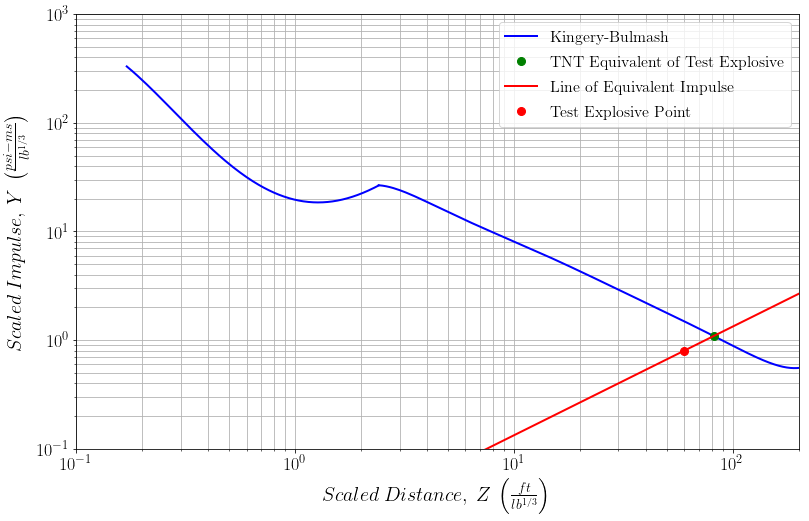 10^3
10^2
10^1
10^0
10^-1
Scaled Impulse, Y (psi-ms/lb^1/3)
Kingery-Bulmash
TNT Equivalent of Test Explosive
Line of Equivalent Impulse
Test Explosive Point
10^-1 10^0 10^1 10^2
Scaled Distance, Z (ft/lb^1/3)